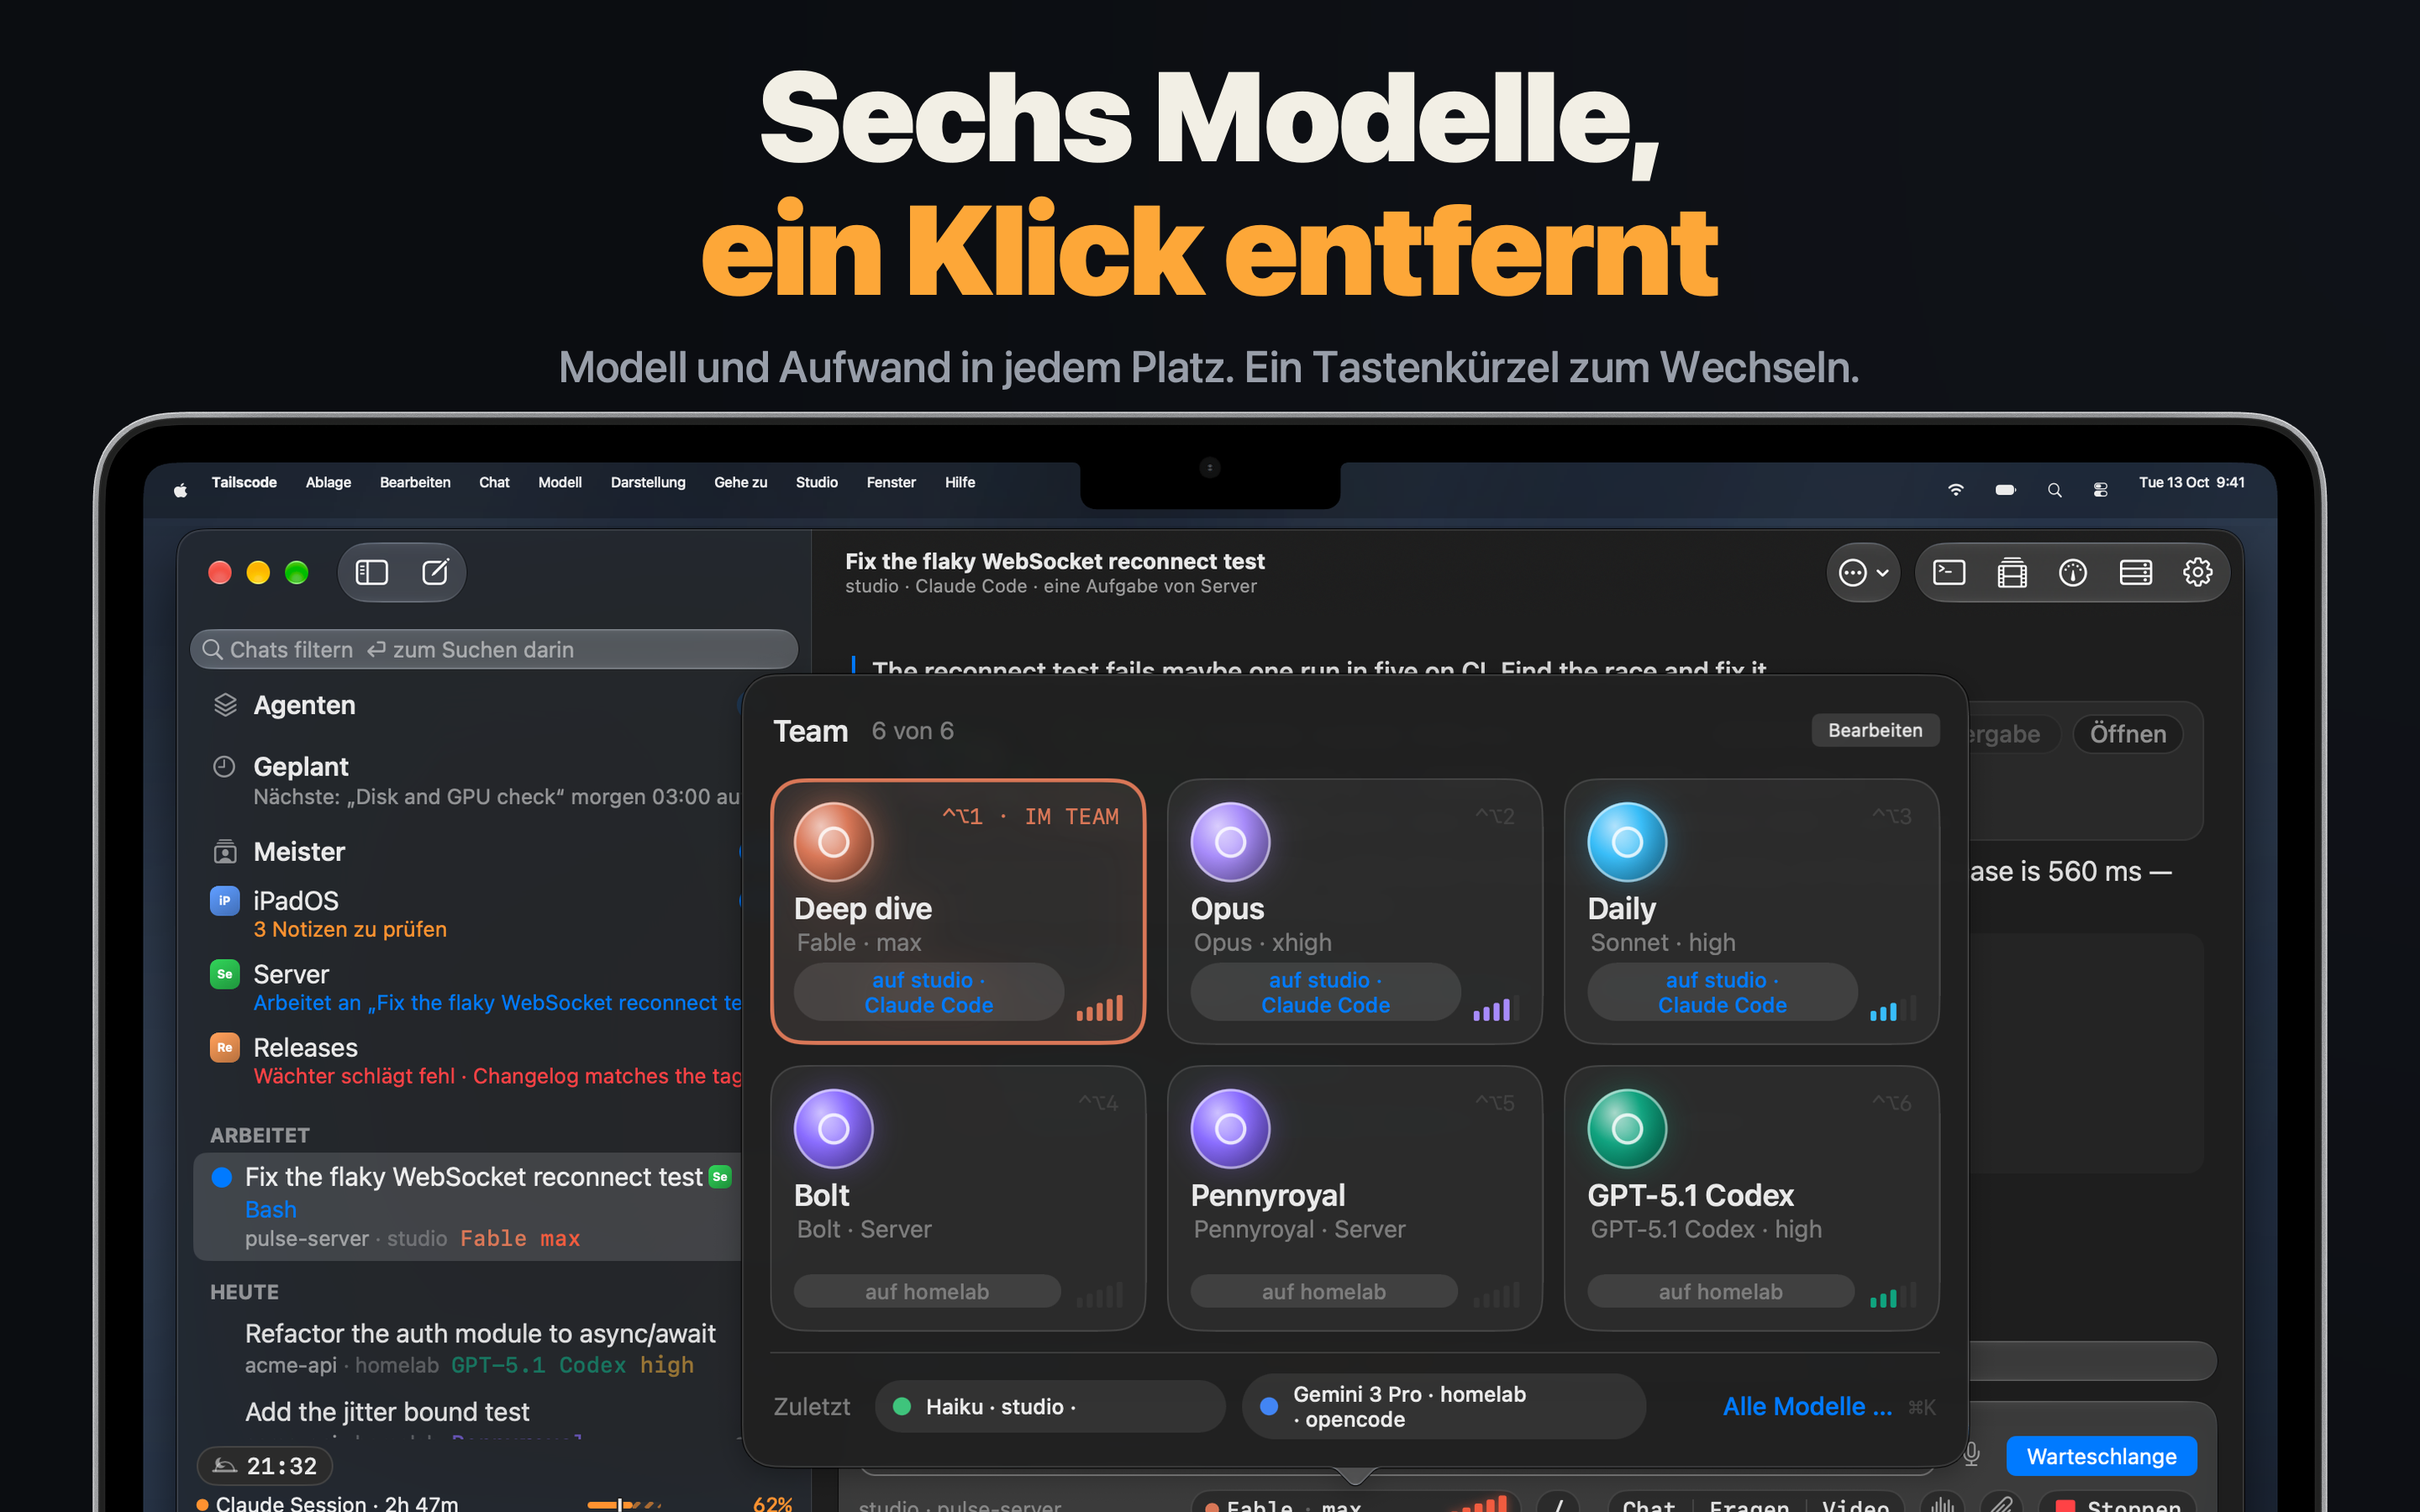 Sechs Modelle,
ein Klick entfernt
Modell und Aufwand in jedem Platz. Ein Tastenkürzel zum Wechseln.
Tailscode Ablage Bearbeiten Chat Modell Darstellung Gehe zu Studio Fenster Hilfe
Tue 13 Oct 9:41
Fix the flaky WebSocket reconnect test
studio · Claude Code · eine Aufgabe von Server
Chats filtern ⏎ zum Suchen darin
The reconnect test fails maybe one run in five on CI. Find the race and fix it
Agenten
Geplant
Nächste: „Disk and GPU check“ morgen 03:00 au
Meister
iP iPadOS
3 Notizen zu prüfen
Se Server
Arbeitet an „Fix the flaky WebSocket reconnect te
Re Releases
Wächter schlägt fehl · Changelog matches the tag
ARBEITET
Fix the flaky WebSocket reconnect test Se
Bash
pulse-server · studio Fable max
HEUTE
Refactor the auth module to async/await
acme-api · homelab GPT-5.1 Codex high
Add the jitter bound test
21:32
Claude Session · 2h 47m 62%
Team 6 von 6 Bearbeiten
^⌥1 · IM TEAM
Deep dive
Fable · max
auf studio ·
Claude Code
^⌥2
Opus
Opus · xhigh
auf studio ·
Claude Code
^⌥3
Daily
Sonnet · high
auf studio ·
Claude Code
^⌥4
Bolt
Bolt · Server
auf homelab
^⌥5
Pennyroyal
Pennyroyal · Server
auf homelab
^⌥6
GPT-5.1 Codex
GPT-5.1 Codex · high
auf homelab
Zuletzt
Haiku · studio ·
Gemini 3 Pro · homelab
· opencode
Alle Modelle ... ⌘K
ergabe Öffnen
ase is 560 ms —
Warteschlange
studio · pulse-server Fable · max / Chat Fragen Video Stoppen